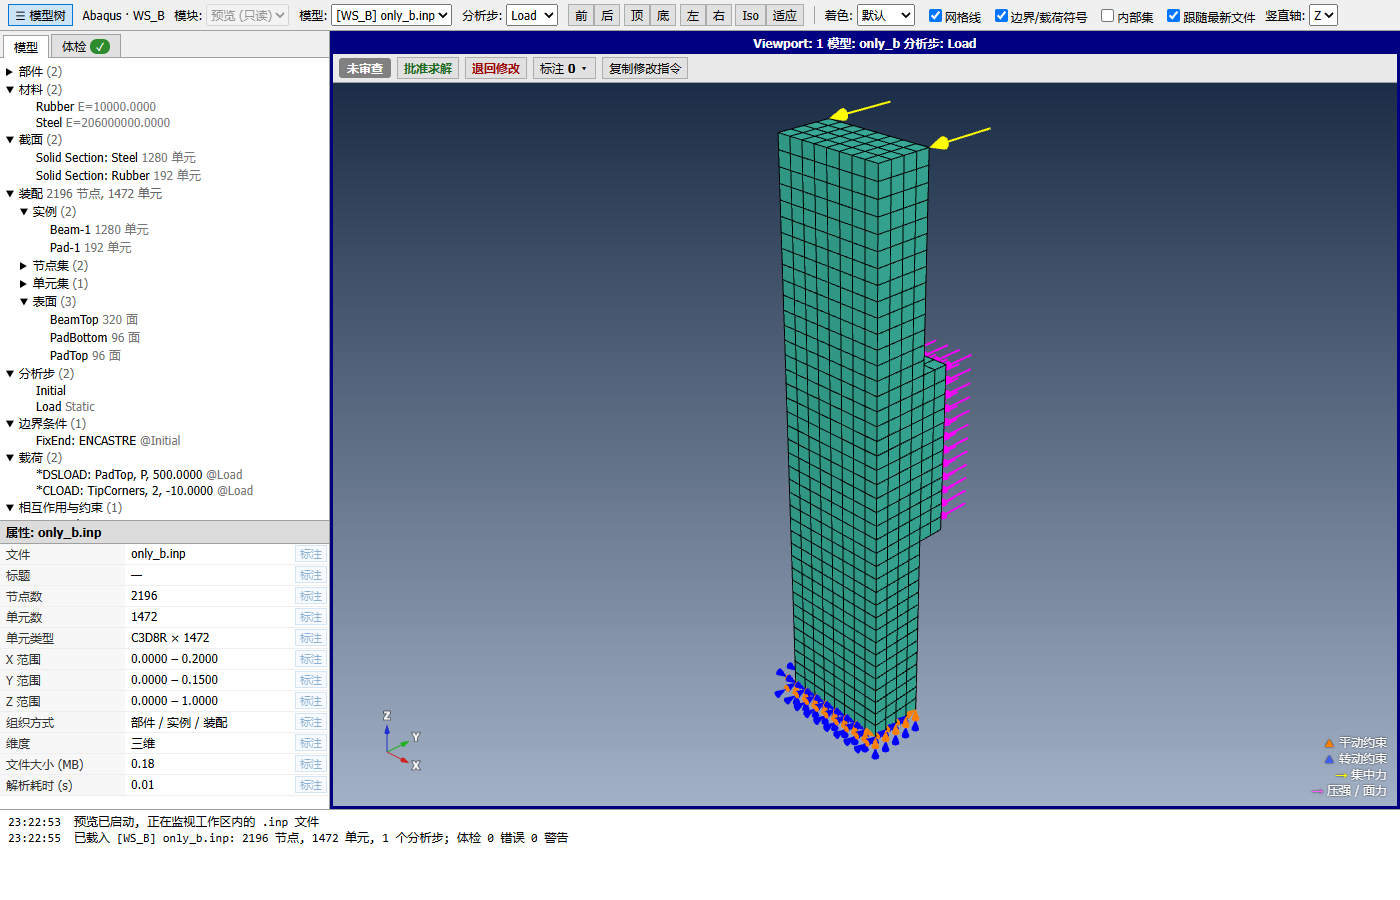 ☰ 模型树 Abaqus · WS_B 模块: 预览 (只读) 模型: [WS_B] only_b.inp 分析步: Load 前 后 顶 底 左 右 Iso 适应 着色: 默认 网格线 边界/载荷符号 内部集 跟随最新文件 竖直轴: Z
模型 体检 ✓
▶ 部件 (2)
▼ 材料 (2)
Rubber E=10000.0000
Steel E=206000000.0000
▼ 截面 (2)
Solid Section: Steel 1280 单元
Solid Section: Rubber 192 单元
▼ 装配 2196 节点, 1472 单元
▼ 实例 (2)
Beam-1 1280 单元
Pad-1 192 单元
▶ 节点集 (2)
▶ 单元集 (1)
▼ 表面 (3)
BeamTop 320 面
PadBottom 96 面
PadTop 96 面
▼ 分析步 (2)
Initial
Load Static
▼ 边界条件 (1)
FixEnd: ENCASTRE @Initial
▼ 载荷 (2)
*DSLOAD: PadTop, P, 500.0000 @Load
*CLOAD: TipCorners, 2, -10.0000 @Load
▼ 相互作用与约束 (1)
属性: only_b.inp
文件 only_b.inp 标注
标题 — 标注
节点数 2196 标注
单元数 1472 标注
单元类型 C3D8R × 1472 标注
X 范围 0.0000 – 0.2000 标注
Y 范围 0.0000 – 0.1500 标注
Z 范围 0.0000 – 1.0000 标注
组织方式 部件 / 实例 / 装配 标注
维度 三维 标注
文件大小 (MB) 0.18 标注
解析耗时 (s) 0.01 标注
Viewport: 1 模型: only_b 分析步: Load
未审查 批准求解 退回修改 标注 0 复制修改指令
Z
Y
X
平动约束
转动约束
→ 集中力
→ 压强 / 面力
23:22:53 预览已启动, 正在监视工作区内的 .inp 文件
23:22:55 已载入 [WS_B] only_b.inp: 2196 节点, 1472 单元, 1 个分析步; 体检 0 错误 0 警告